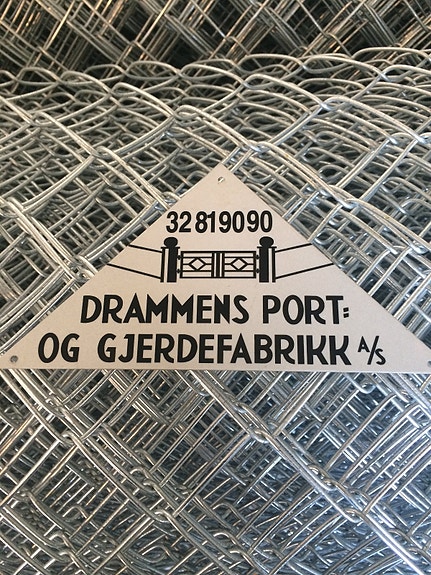 32819090
DRAMMENS PORT:
OG GJERDEFABRIKK A/S